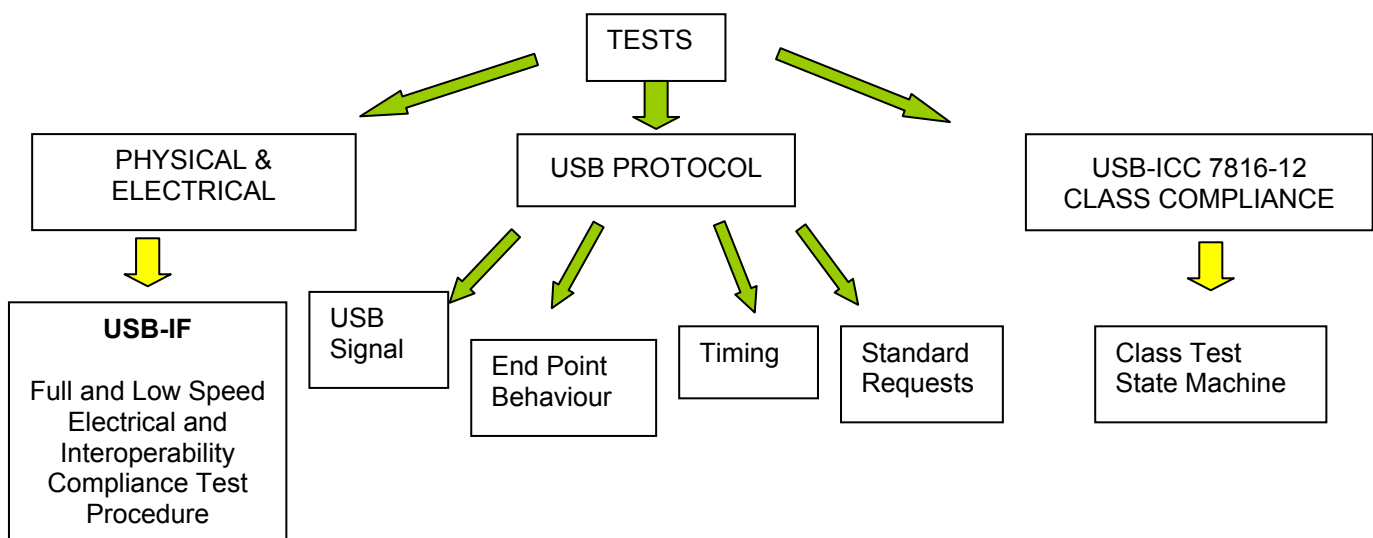 TESTS
PHYSICAL &
ELECTRICAL
USB PROTOCOL
USB-ICC 7816-12
CLASS COMPLIANCE
USB-IF
Full and Low Speed
Electrical and
Interoperability
Compliance Test
Procedure
USB
Signal
End Point
Behaviour
Timing
Standard
Requests
Class Test
State Machine